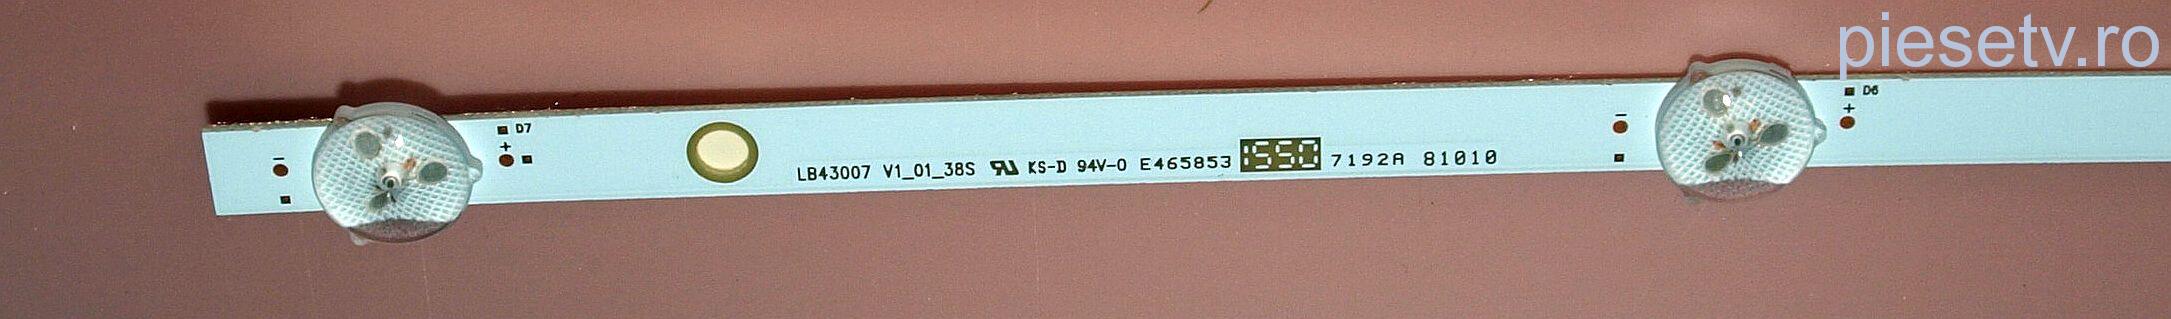 piesetv.ro
D6
D7
LB43007 V1_01_38S KS-D 94V-0 E465853 1550 7192A 81010